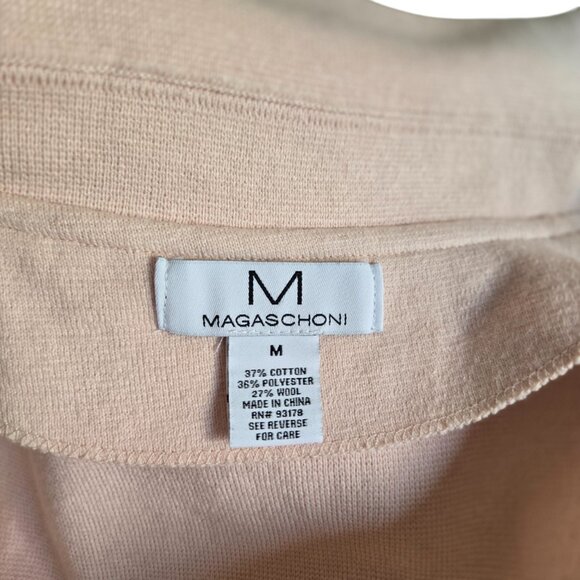 M
MAGASCHONI
M
37% COTTON
36% POLYESTER
27% WOOL
MADE IN CHINA
RN# 93178
SEE REVERSE
FOR CARE